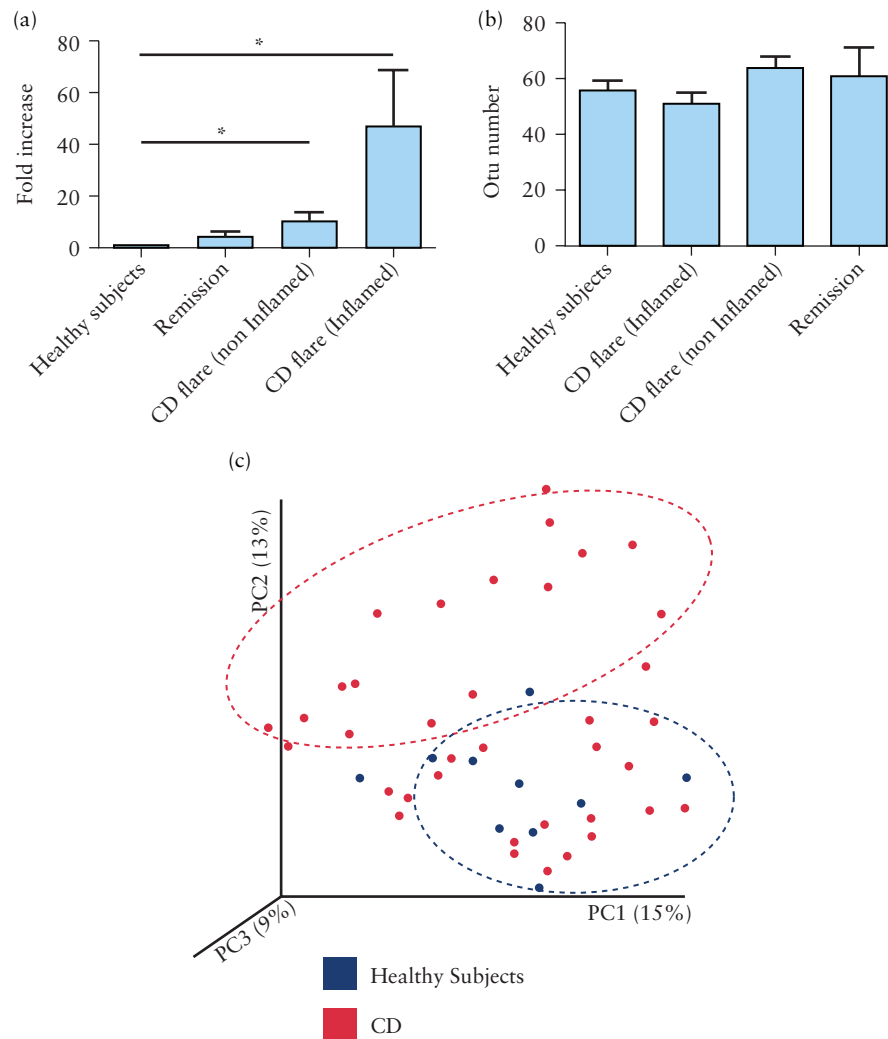 (a)
80
60
40
20
0
Fold increase
*
*
Healthy subjects
Remission
CD flare (non Inflamed)
CD flare (Inflamed)
(b)
80
60
40
20
0
Otu number
Healthy subjects
CD flare (Inflamed)
CD flare (non Inflamed)
Remission
(c)
PC2 (13%)
PC1 (15%)
PC3 (9%)
Healthy Subjects
CD